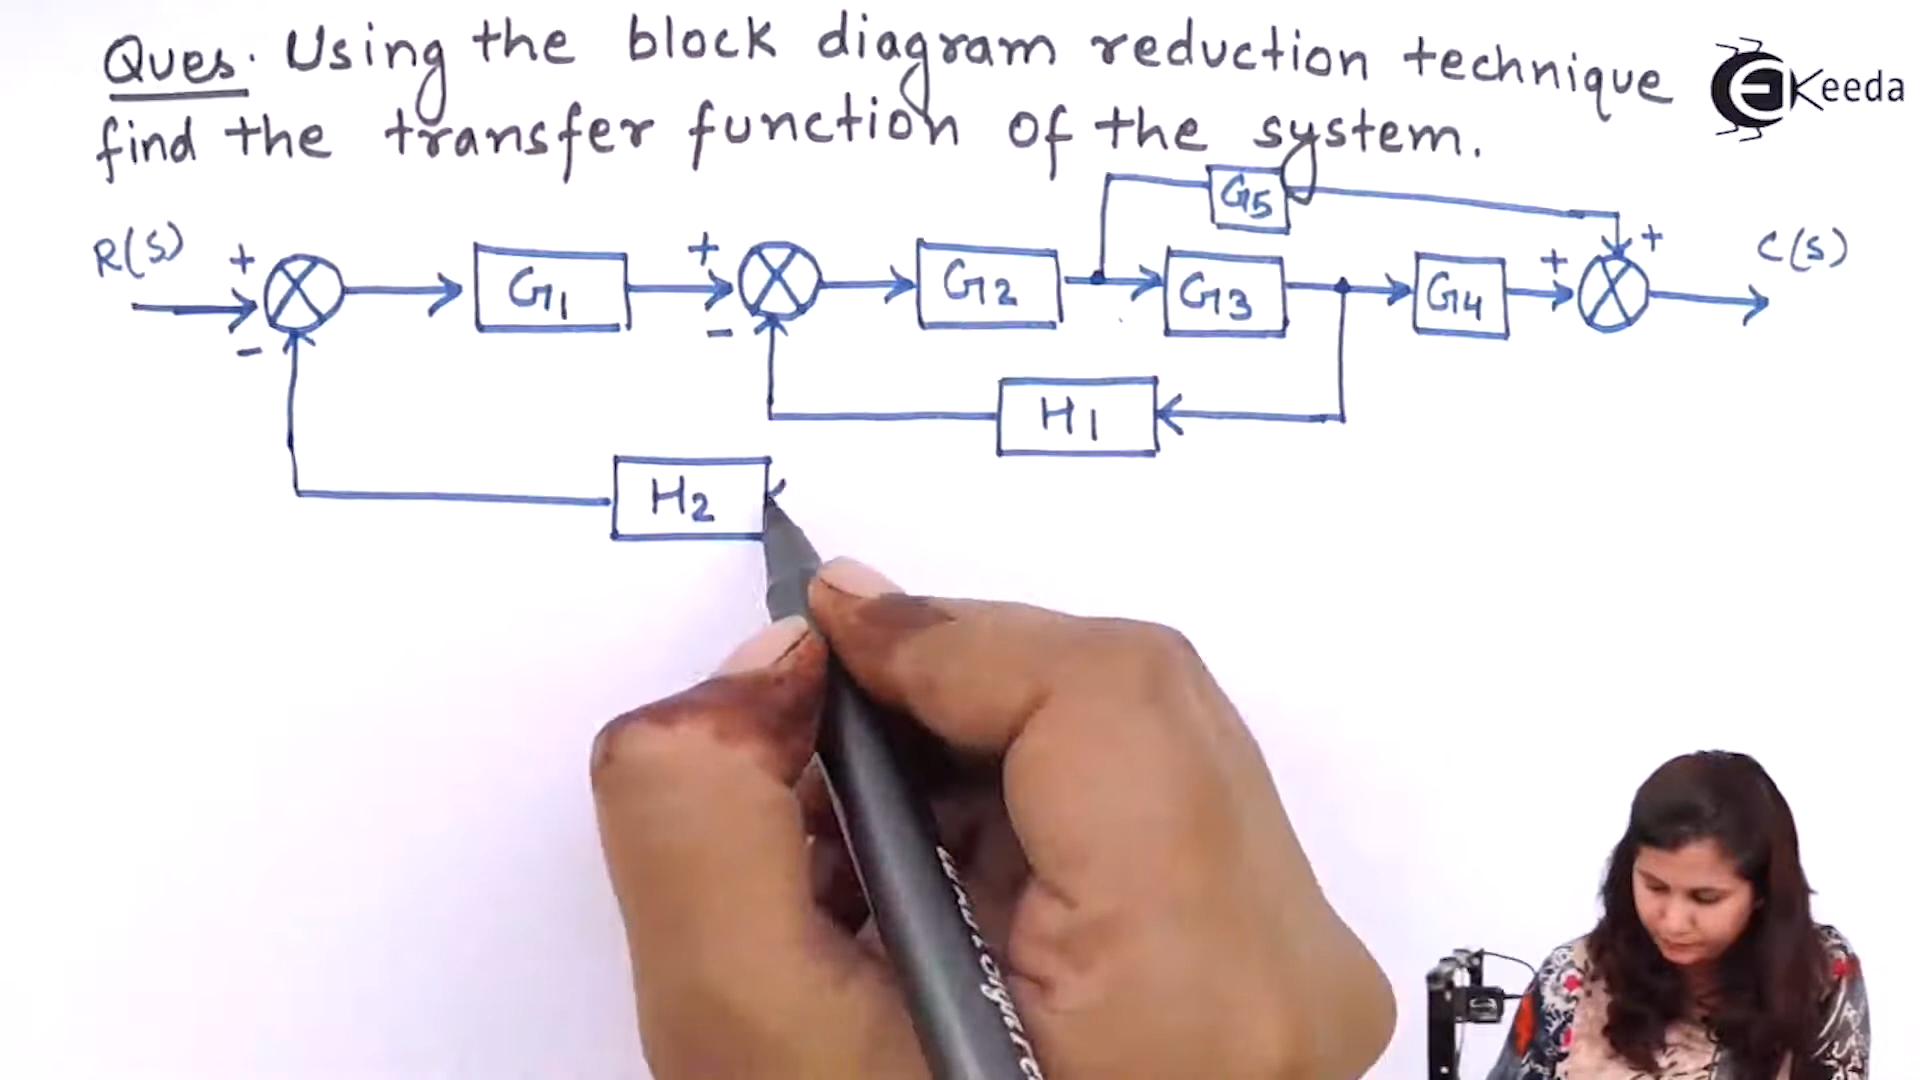 Ques. Using the block diagram reduction technique
find the transfer function of the system.
EKeeda
G5
R(S) + G1 + G2 G3 G4 + + C(S)
- -
H1
H2